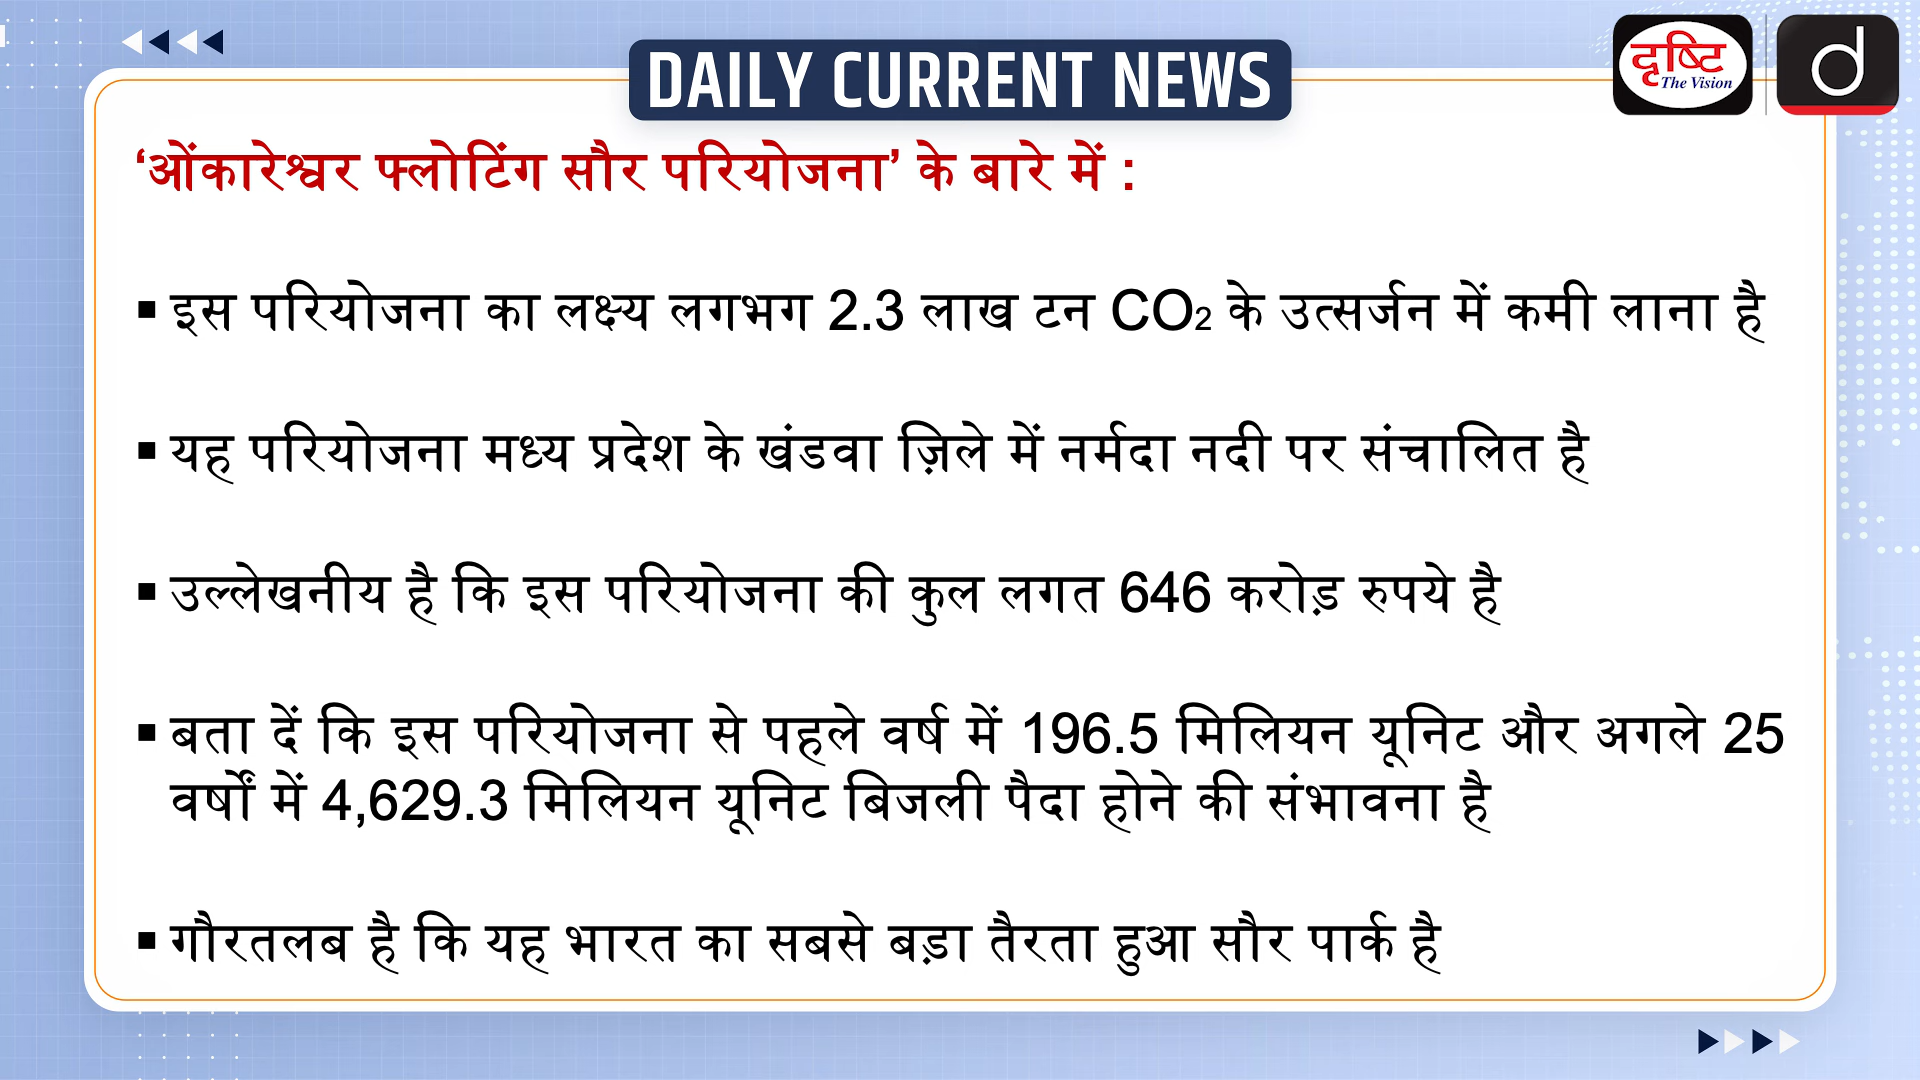 DAILY CURRENT NEWS
दृष्टि
The Vision
d
‘ओंकारेश्वर फ्लोटिंग सौर परियोजना’ के बारे में :
▪ इस परियोजना का लक्ष्य लगभग 2.3 लाख टन CO₂ के उत्सर्जन में कमी लाना है
▪ यह परियोजना मध्य प्रदेश के खंडवा ज़िले में नर्मदा नदी पर संचालित है
▪ उल्लेखनीय है कि इस परियोजना की कुल लगत 646 करोड़ रुपये है
▪ बता दें कि इस परियोजना से पहले वर्ष में 196.5 मिलियन यूनिट और अगले 25
वर्षों में 4,629.3 मिलियन यूनिट बिजली पैदा होने की संभावना है
▪ गौरतलब है कि यह भारत का सबसे बड़ा तैरता हुआ सौर पार्क है